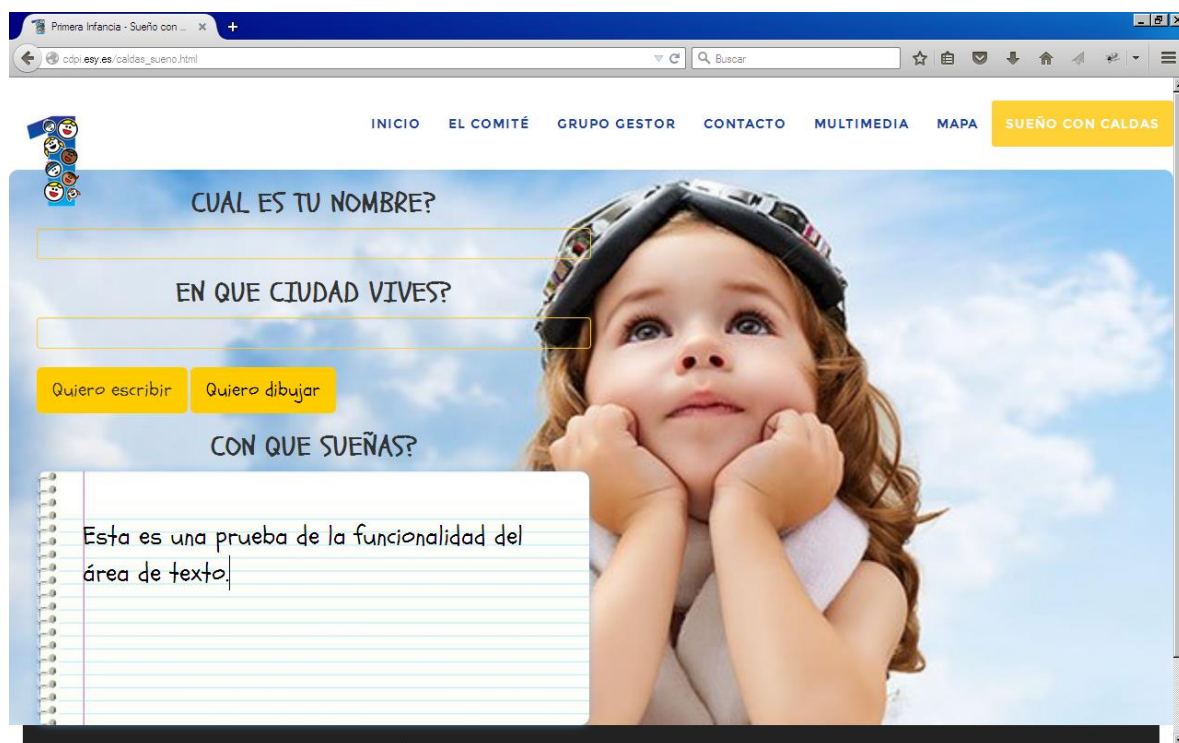 Primera Infancia - Sueño con ...
cdpi.esy.es/caldas_sueno.html
Buscar
INICIO EL COMITÉ GRUPO GESTOR CONTACTO MULTIMEDIA MAPA SUEÑO CON CALDAS
CUAL ES TU NOMBRE?
EN QUE CIUDAD VIVES?
Quiero escribir Quiero dibujar
CON QUE SUEÑAS?
Esta es una prueba de la funcionalidad del
área de texto.